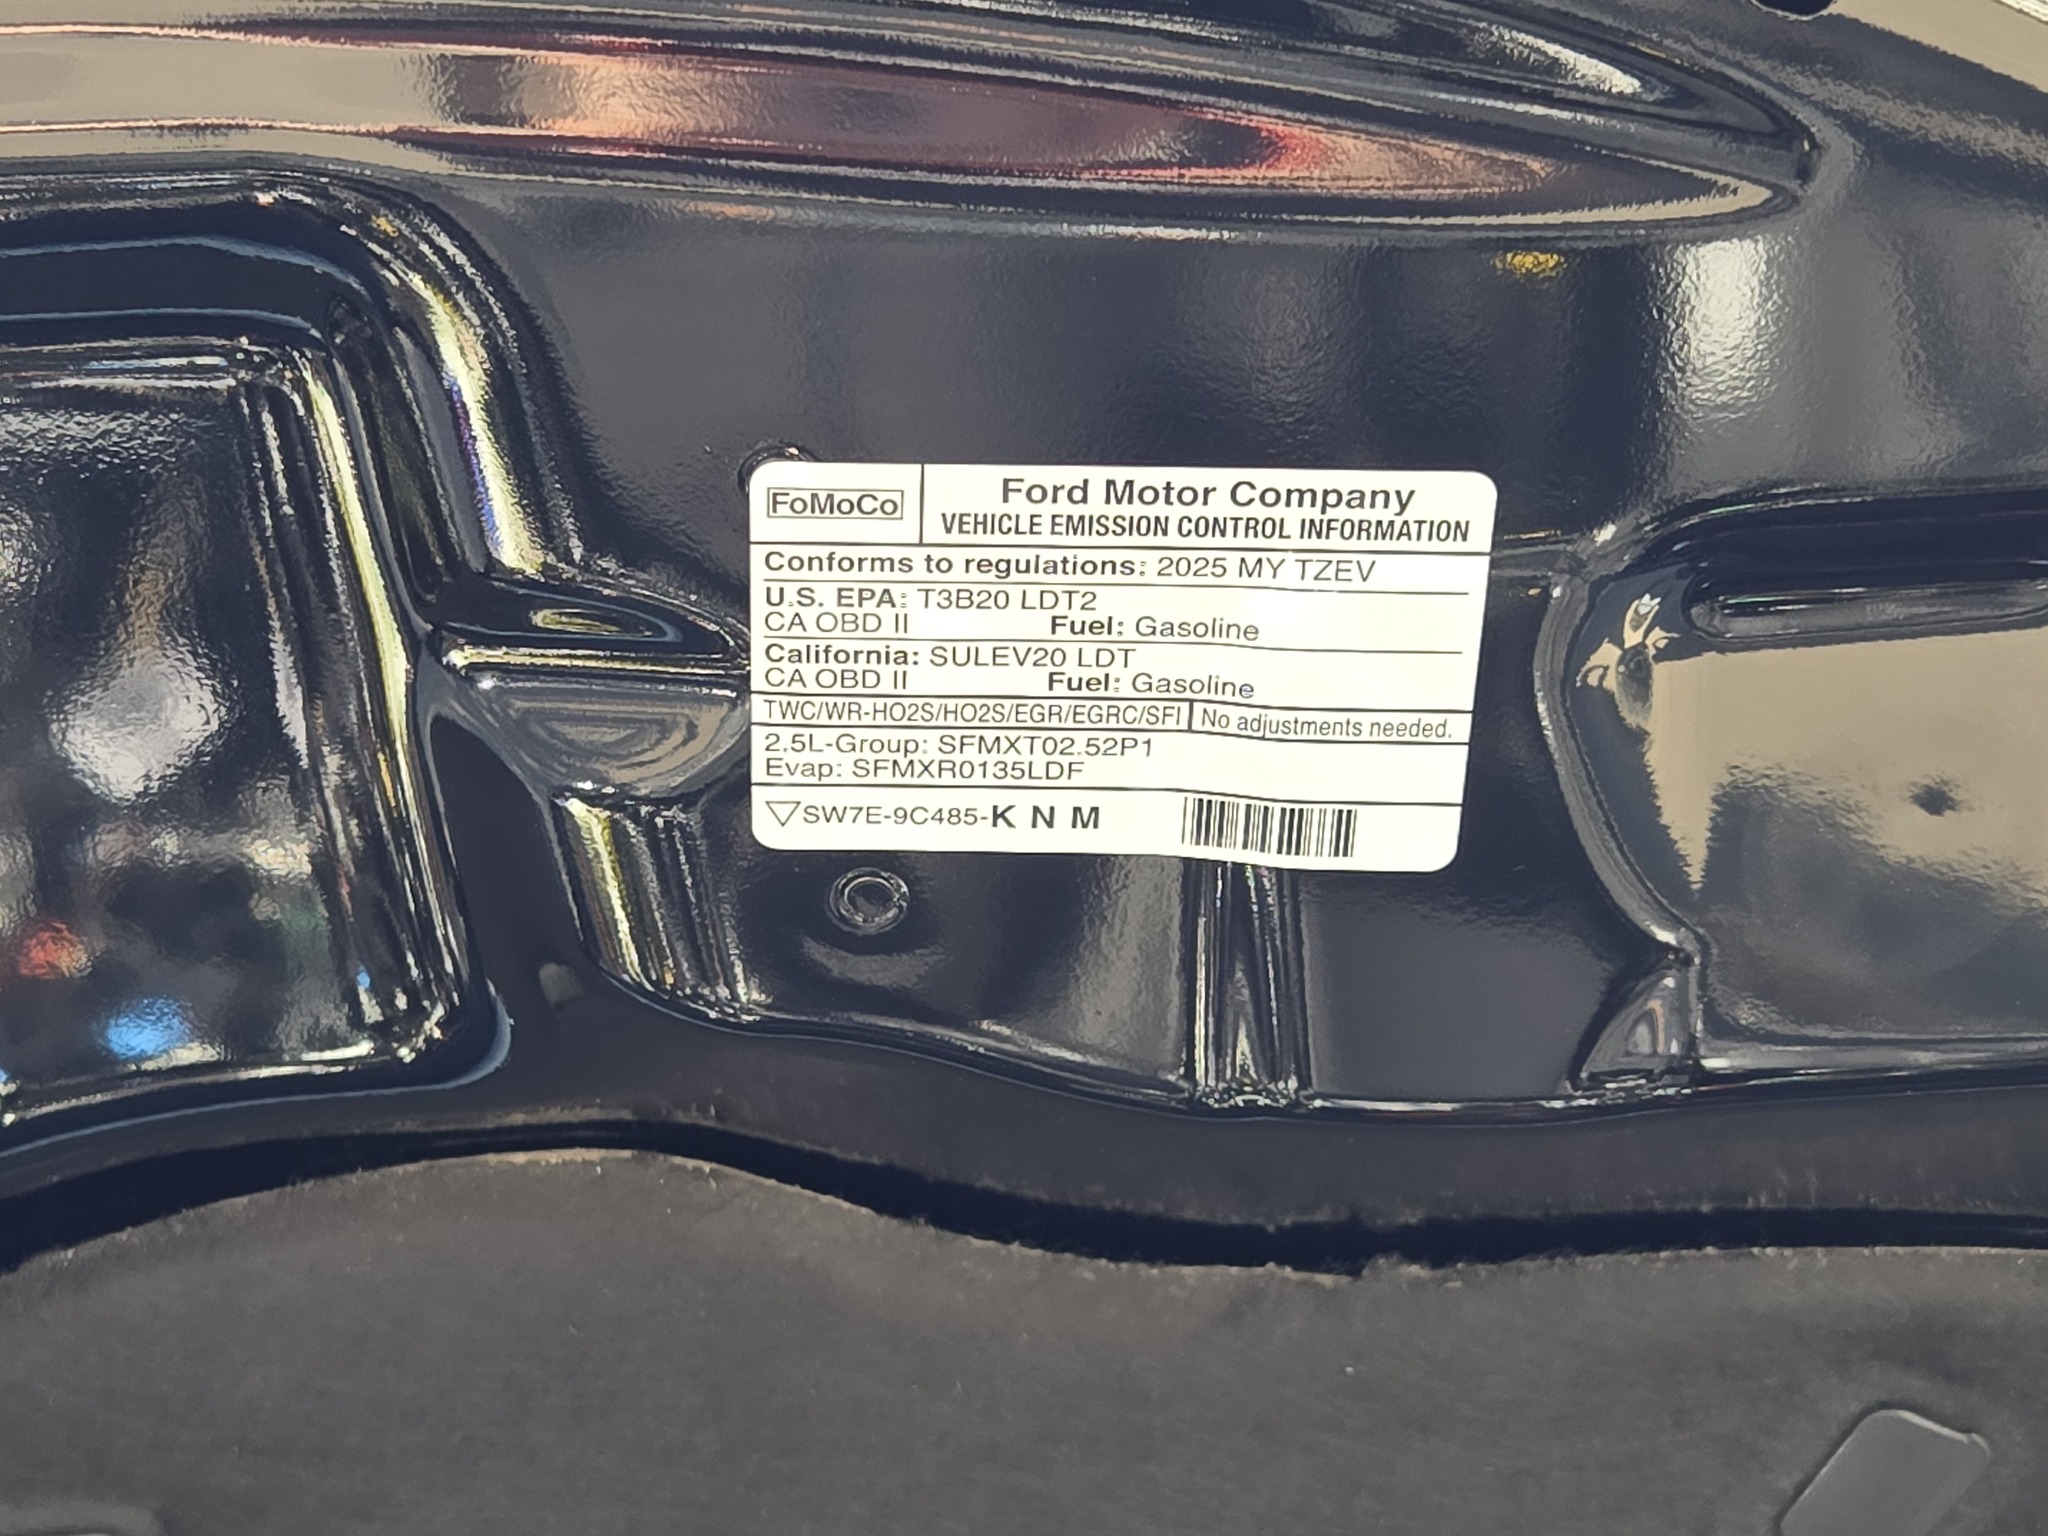 FoMoCo
Ford Motor Company
VEHICLE EMISSION CONTROL INFORMATION
Conforms to regulations: 2025 MY TZEV
U.S. EPA: T3B20 LDT2
CA OBD II Fuel: Gasoline
California: SULEV20 LDT
CA OBD II Fuel: Gasoline
TWC/WR-HO2S/HO2S/EGR/EGRC/SFI No adjustments needed.
2.5L-Group: SFMXT02.52P1
Evap: SFMXR0135LDF
SW7E-9C485-K N M